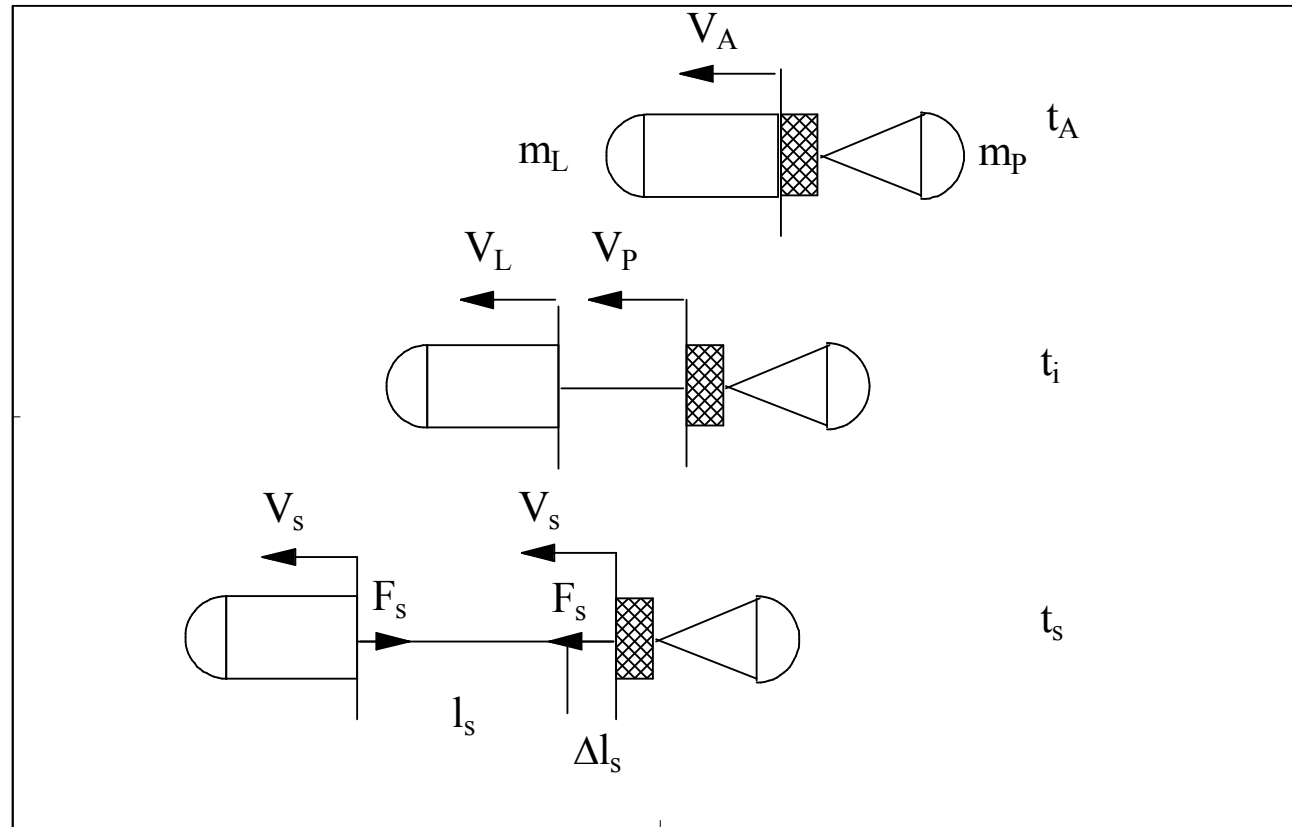 V_A
m_L m_P t_A
V_L V_P
t_i
V_s V_s
F_s F_s t_s
l_s
Δl_s